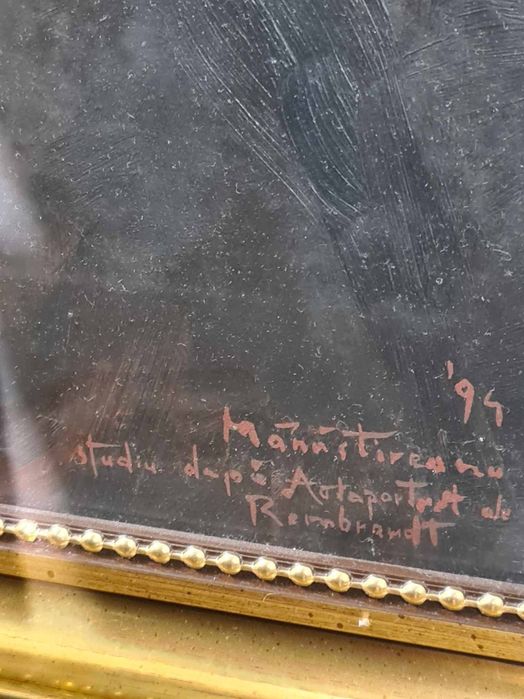 '94
Mănăstireanu
studiu după Autoportret de
Rembrandt